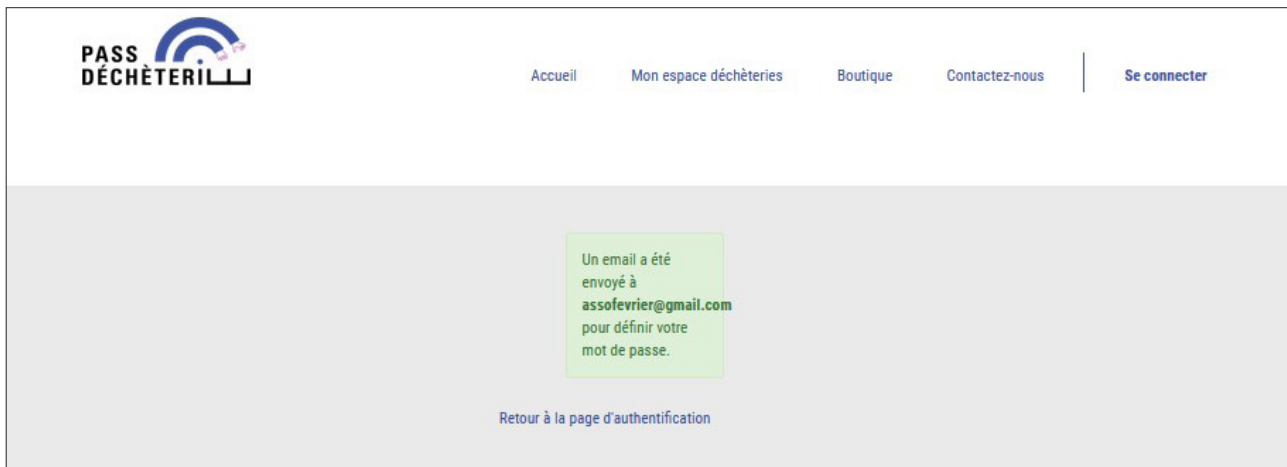 PASS
DÉCHÈTERIE
Accueil Mon espace déchèteries Boutique Contactez-nous Se connecter
Un email a été
envoyé à
assofevrier@gmail.com
pour définir votre
mot de passe.
Retour à la page d'authentification